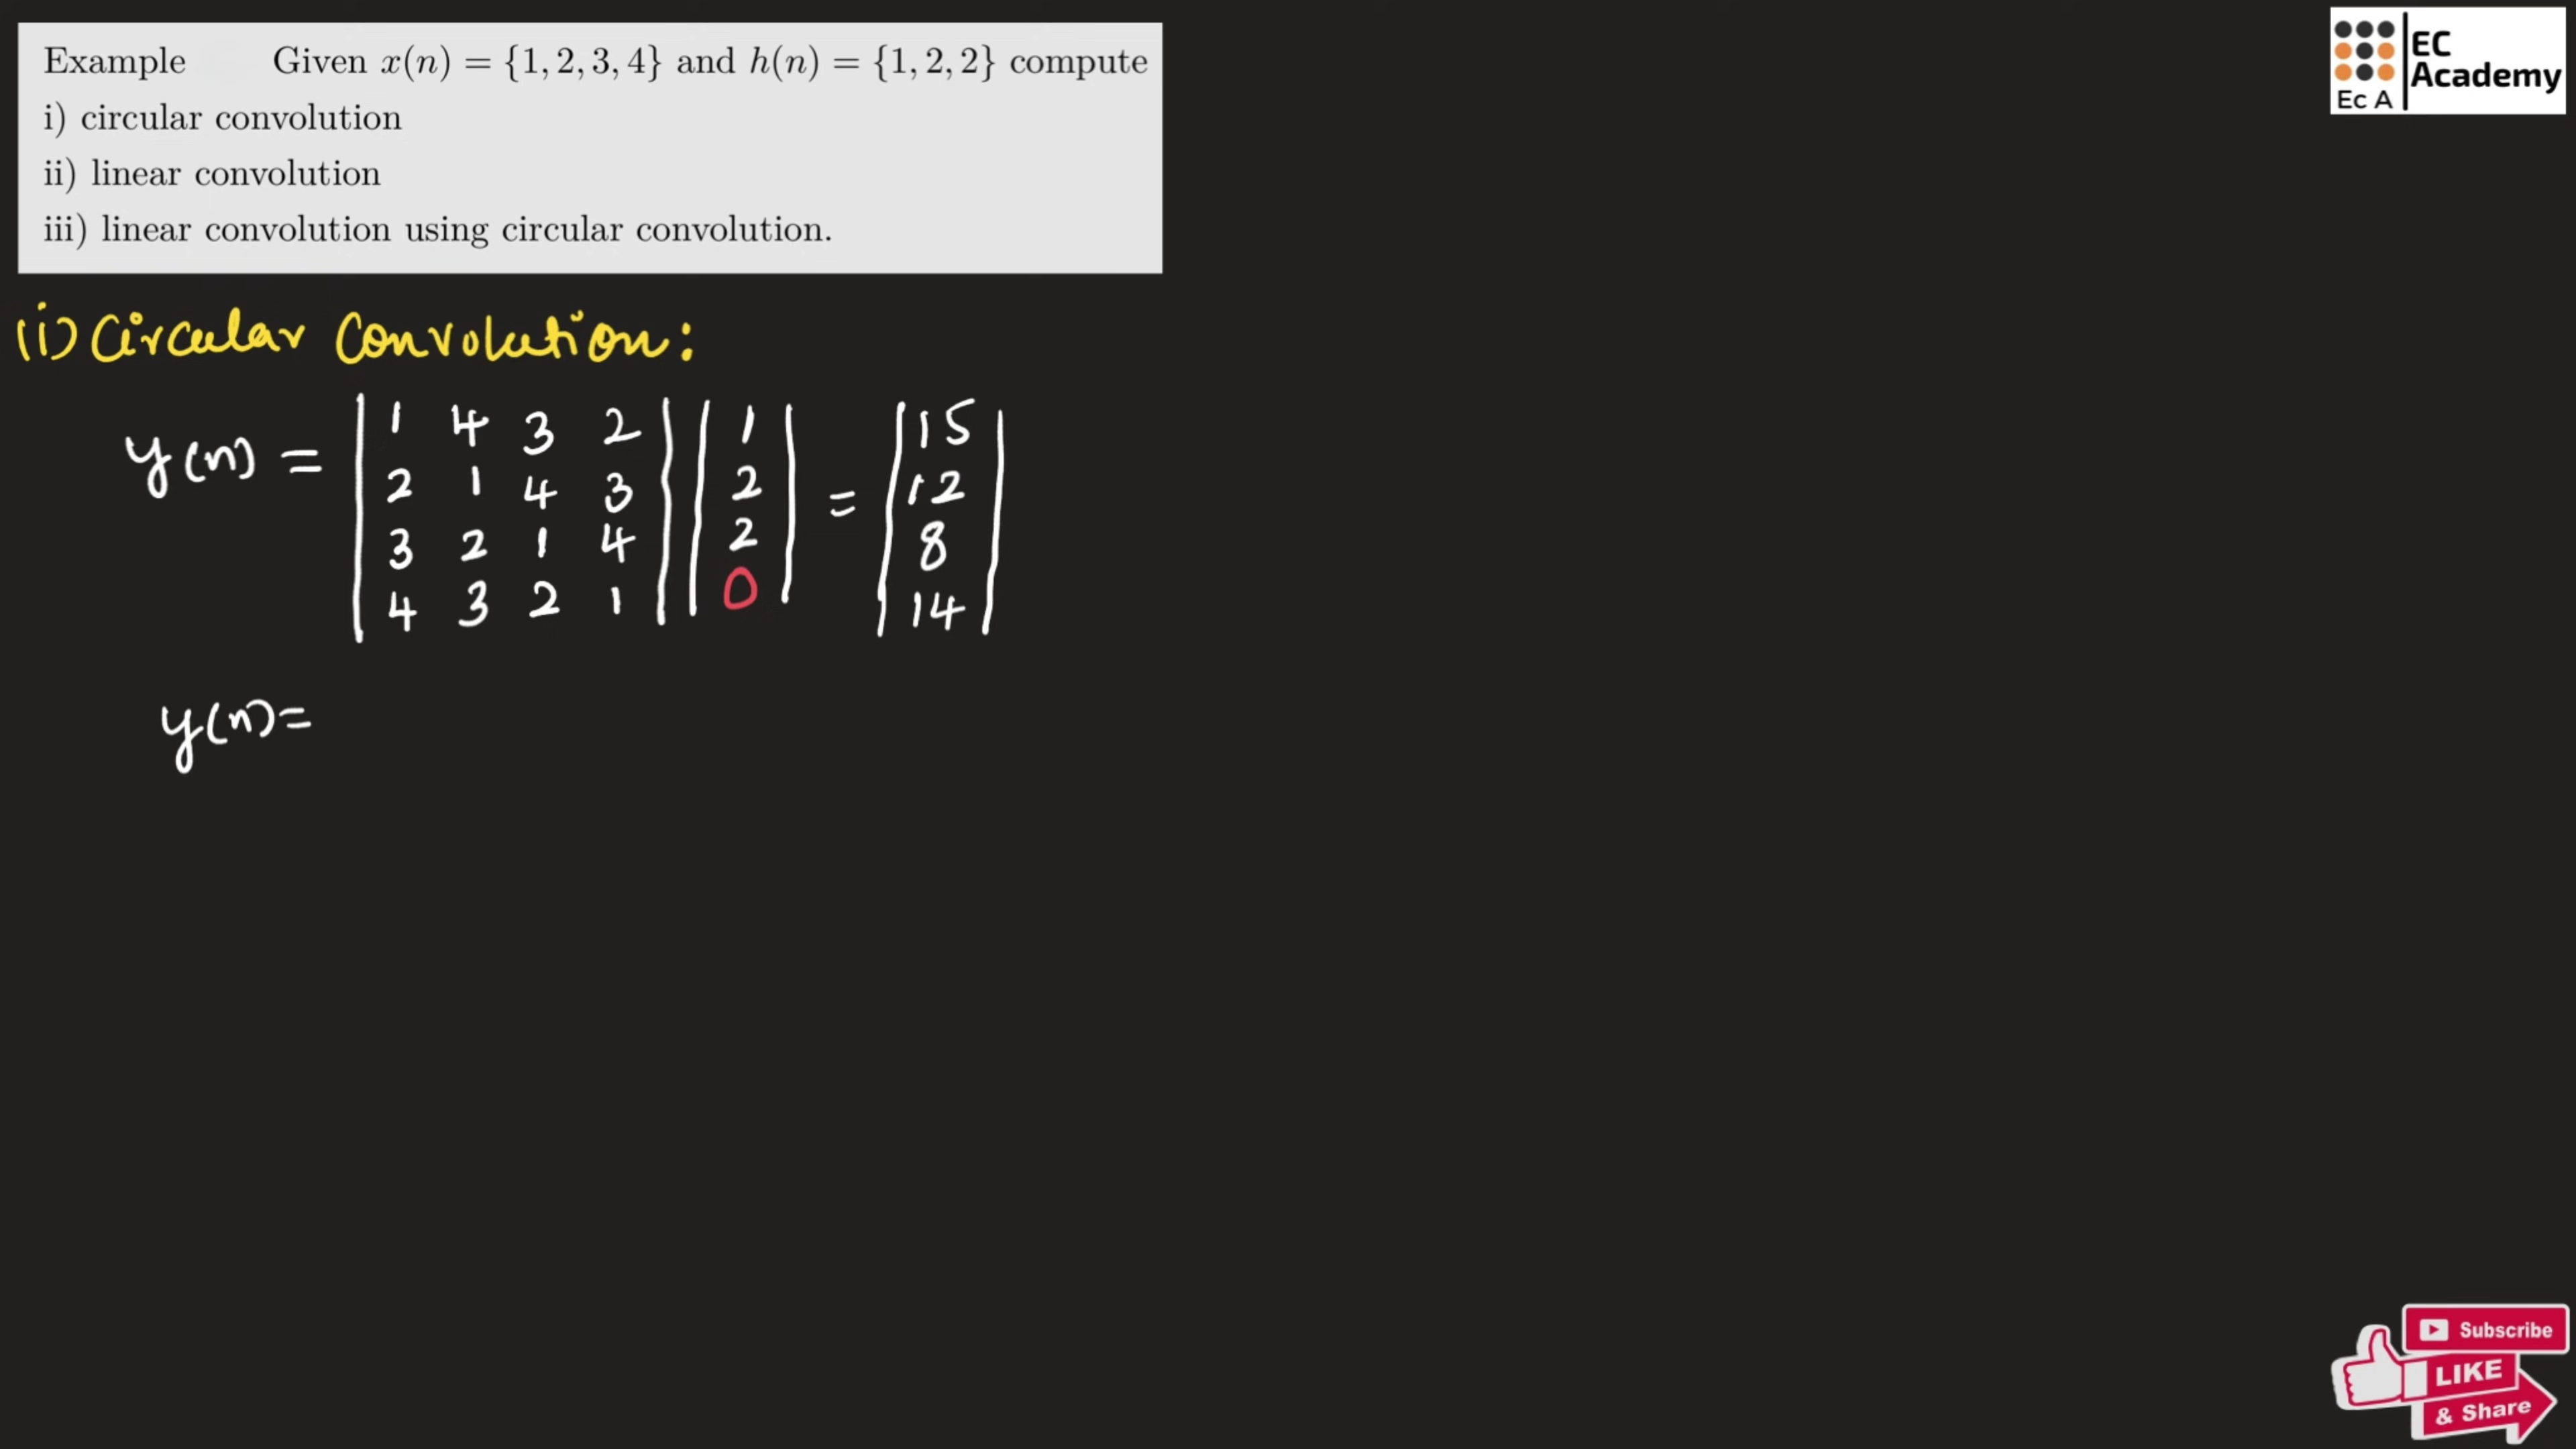 Example Given x(n) = {1, 2, 3, 4} and h(n) = {1, 2, 2} compute
i) circular convolution
ii) linear convolution
iii) linear convolution using circular convolution.
EC
Academy
Ec A
(i) Circular Convolution:
y(n) = | 1 4 3 2 | | 1 | = | 15 |
| 2 1 4 3 | | 2 | | 12 |
| 3 2 1 4 | | 2 | | 8 |
| 4 3 2 1 | | 0 | | 14 |
y(n) =
Subscribe
LIKE
& Share